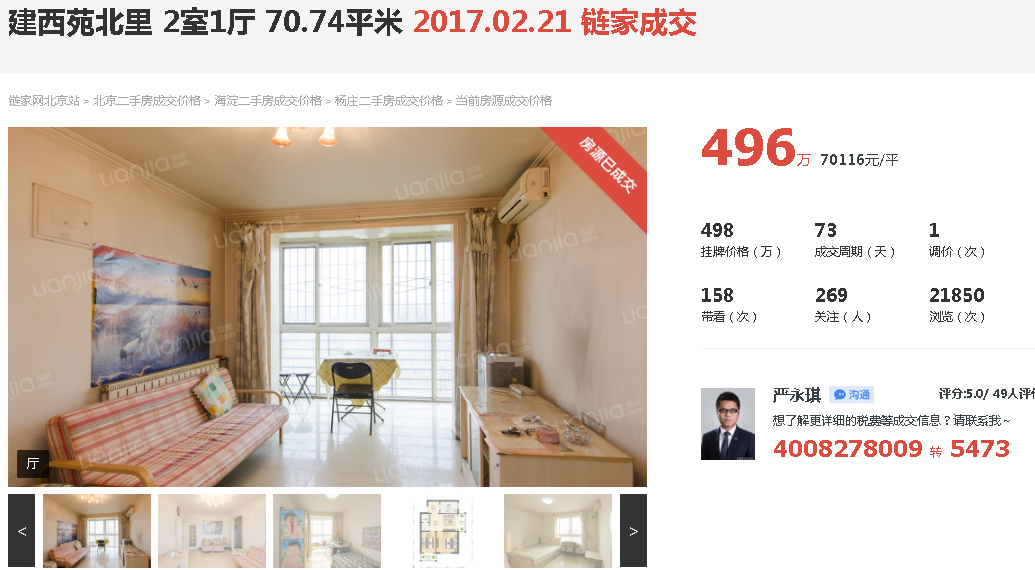 建西苑北里 2室1厅 70.74平米 2017.02.21 链家成交
链家网北京站 > 北京二手房成交价格 > 海淀二手房成交价格 > 杨庄二手房成交价格 > 当前房源成交价格
房源已成交
496万 70116元/平
498 73 1
挂牌价格（万） 成交周期（天） 调价（次）
158 269 21850
带看（次） 关注（人） 浏览（次）
严永琪 沟通 评分:5.0/ 49人评
想了解更详细的税费等成交信息？请联系我~
4008278009 转 5473
厅
< >